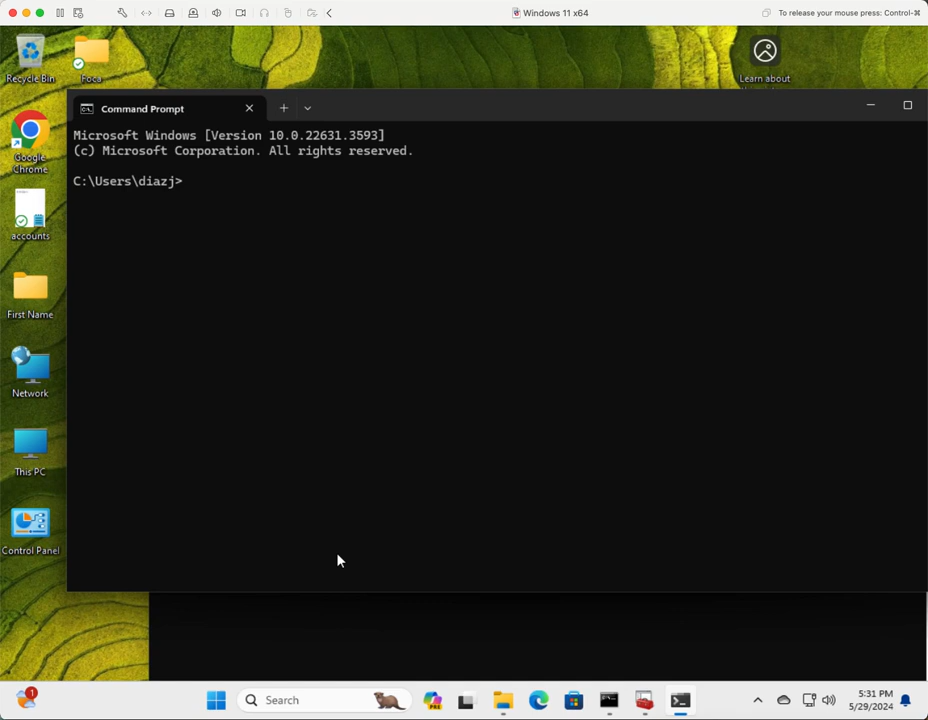 Windows 11 x64
To release your mouse press: Control-⌘
Recycle Bin
Foca
Learn about
Command Prompt
Microsoft Windows [Version 10.0.22631.3593]
(c) Microsoft Corporation. All rights reserved.
C:\Users\diazj>
Google
Chrome
accounts
First Name
Network
This PC
Control Panel
1
Search
PRE
5:31 PM
5/29/2024